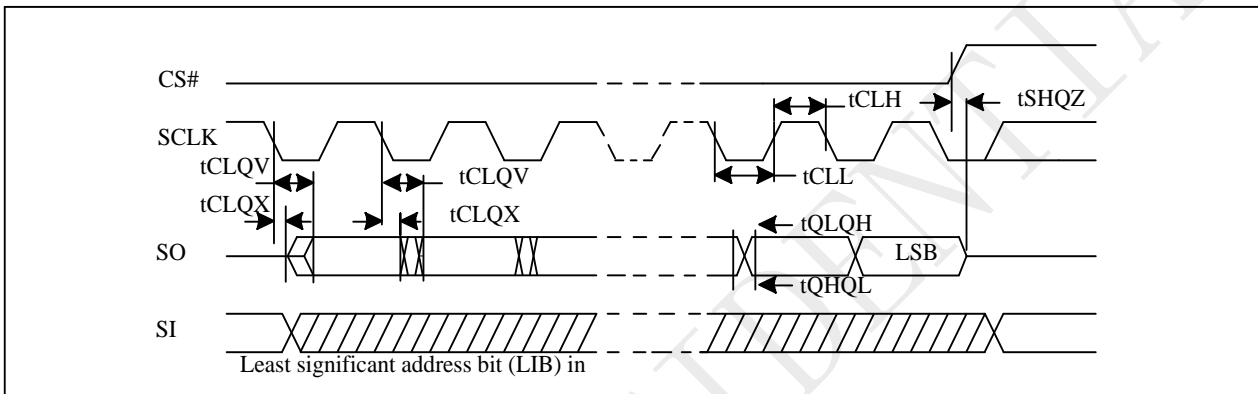 CS#
tCLH
tSHQZ
SCLK
tCLQV
tCLQV
tCLL
tCLQX
tCLQX
tQLQH
SO
LSB
tQHQL
SI
Least significant address bit (LIB) in